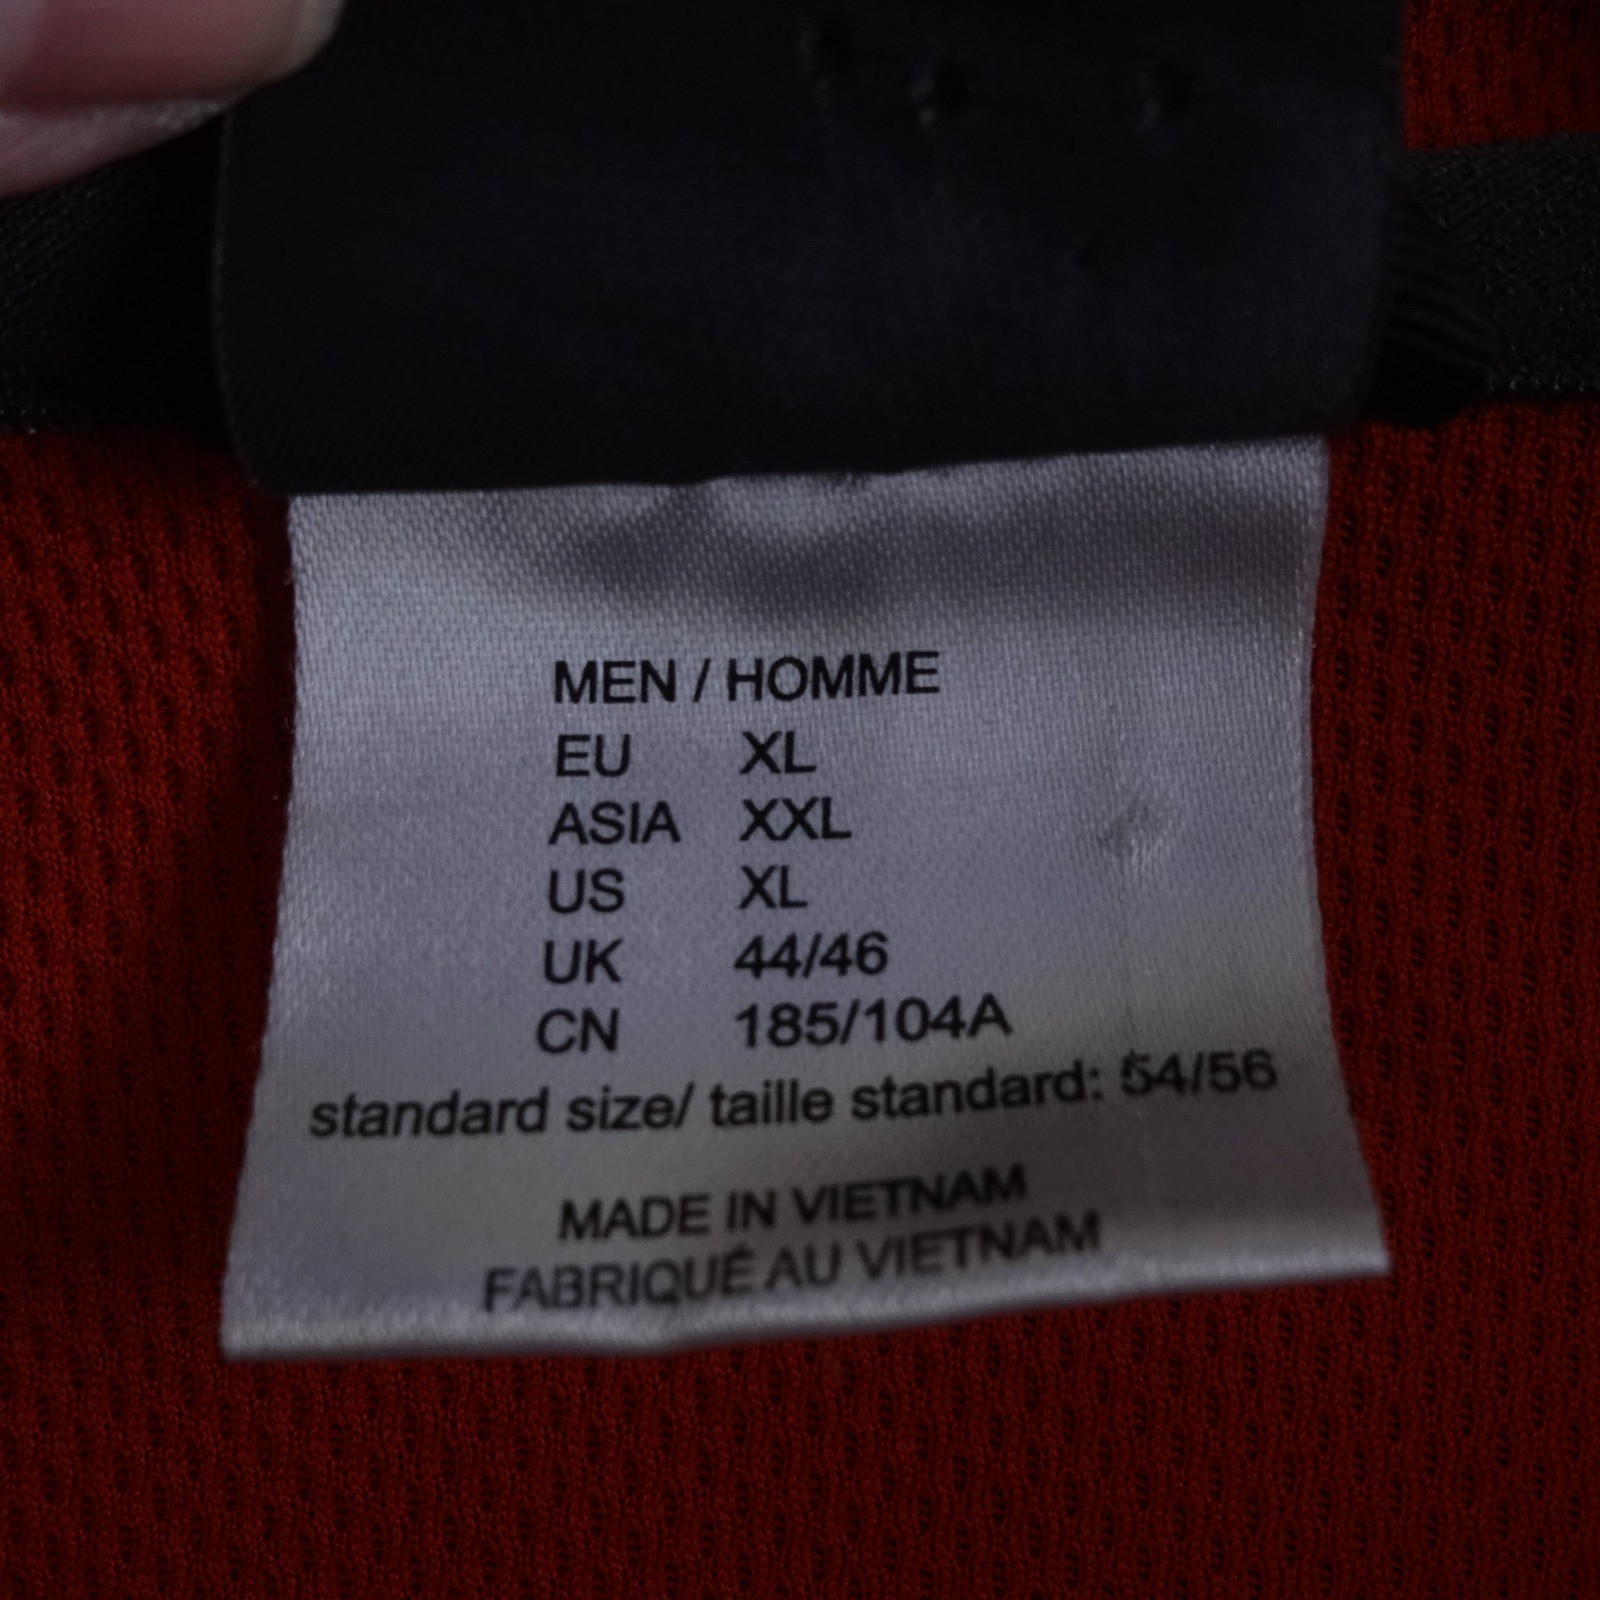 MEN / HOMME
EU XL
ASIA XXL
US XL
UK 44/46
CN 185/104A
standard size/ taille standard: 54/56
MADE IN VIETNAM
FABRIQUÉ AU VIETNAM